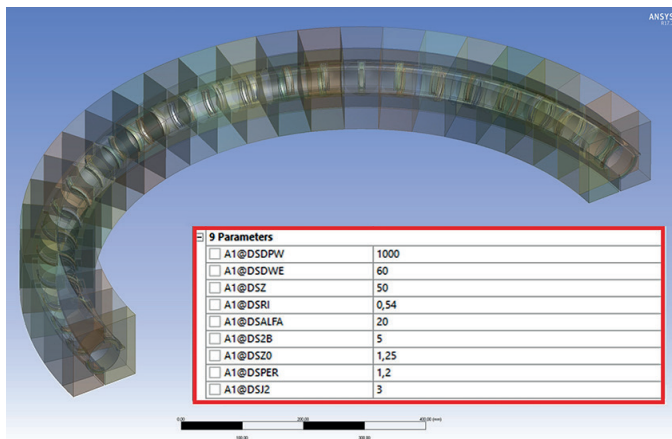 ANSYS
R17.2
9 Parameters
A1@DSDPW 1000
A1@DSDWE 60
A1@DSZ 50
A1@DSRI 0,54
A1@DSALFA 20
A1@DS2B 5
A1@DSZ0 1,25
A1@DSPER 1,2
A1@DSJ2 3
0.00 200.00 400.00 (mm)
100.00 300.00